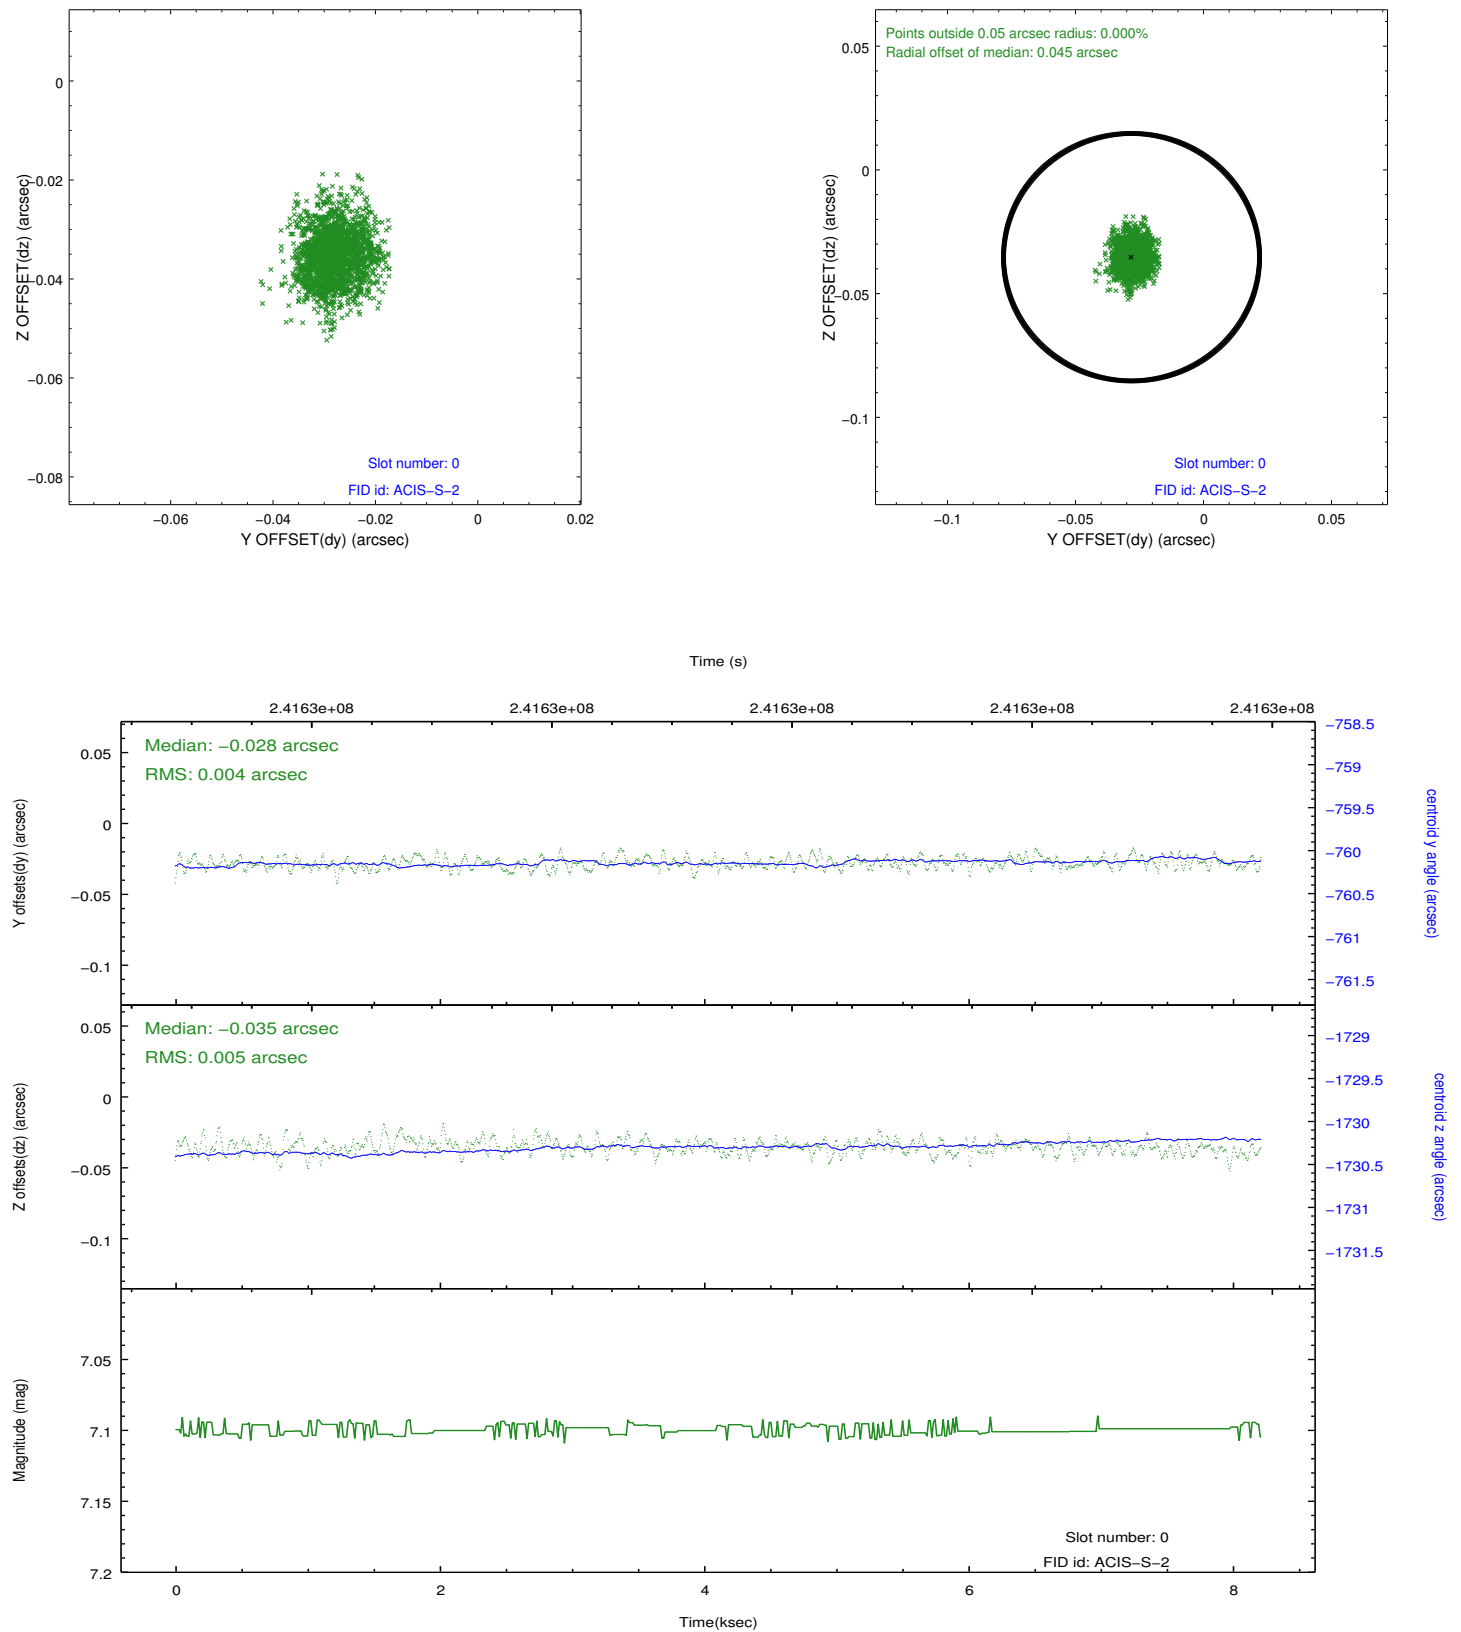 0
−0.02
−0.04
−0.06
−0.08
Z OFFSET(dz) (arcsec)
Slot number: 0
FID id: ACIS−S−2
−0.06
−0.04
−0.02
0
0.02
Y OFFSET(dy) (arcsec)
Points outside 0.05 arcsec radius: 0.000%
Radial offset of median: 0.045 arcsec
0.05
0
−0.05
−0.1
Z OFFSET(dz) (arcsec)
Slot number: 0
FID id: ACIS−S−2
−0.1
−0.05
0
0.05
Y OFFSET(dy) (arcsec)
Time (s)
2.4163e+08
2.4163e+08
2.4163e+08
2.4163e+08
2.4163e+08
Median: −0.028 arcsec
RMS: 0.004 arcsec
0.05
0
−0.05
−0.1
Y offsets(dy) (arcsec)
−758.5
−759
−759.5
−760
−760.5
−761
−761.5
centroid y angle (arcsec)
Median: −0.035 arcsec
RMS: 0.005 arcsec
0.05
0
−0.05
−0.1
Z offsets(dz) (arcsec)
−1729
−1729.5
−1730
−1730.5
−1731
−1731.5
centroid z angle (arcsec)
7.05
7.1
7.15
7.2
Magnitude (mag)
Slot number: 0
FID id: ACIS−S−2
0
2
4
6
8
Time(ksec)